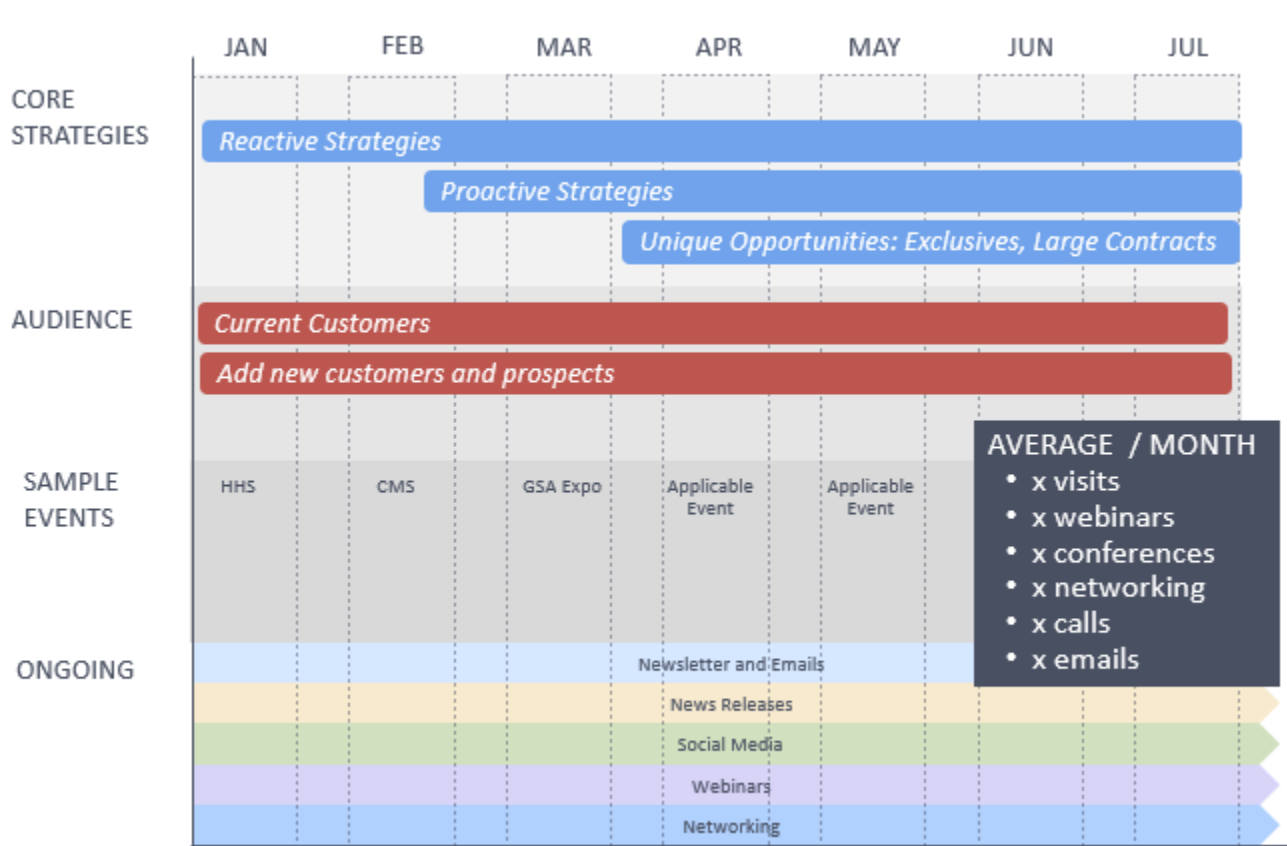 JAN FEB MAR APR MAY JUN JUL
CORE
STRATEGIES
Reactive Strategies
Proactive Strategies
Unique Opportunities: Exclusives, Large Contracts
AUDIENCE
Current Customers
Add new customers and prospects
SAMPLE
EVENTS
HHS
CMS
GSA Expo
Applicable
Event
Applicable
Event
AVERAGE / MONTH
• x visits
• x webinars
• x conferences
• x networking
• x calls
• x emails
ONGOING
Newsletter and Emails
News Releases
Social Media
Webinars
Networking